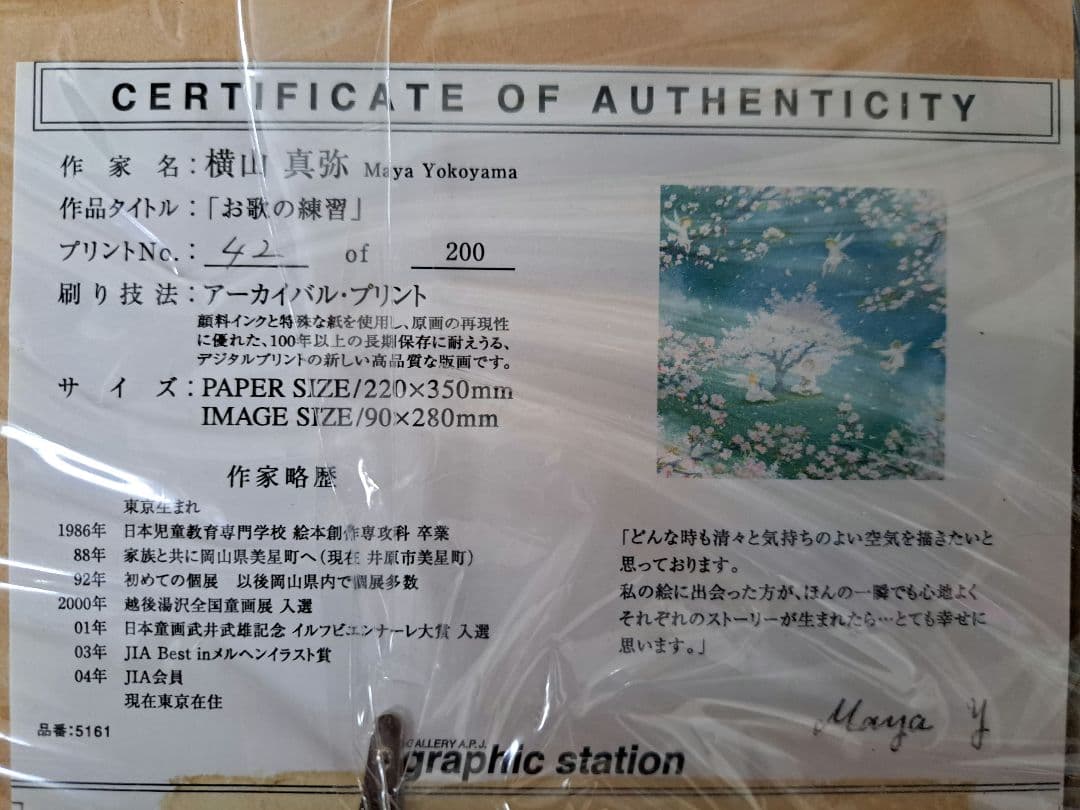 CERTIFICATE OF AUTHENTICITY
作家名：横山 真弥 Maya Yokoyama
作品タイトル：「お歌の練習」
プリントNo.： 42 of 200
刷り技法：アーカイバル・プリント
顔料インクと特殊な紙を使用し、原画の再現性
に優れた、100年以上の長期保存に耐えうる、
デジタルプリントの新しい高品質な版画です。
サイズ：PAPER SIZE/220×350mm
IMAGE SIZE/90×280mm
作家略歴
東京生まれ
1986年 日本児童教育専門学校 絵本創作専攻科 卒業
88年 家族と共に岡山県美星町へ（現在 井原市美星町）
92年 初めての個展 以後岡山県内で個展多数
2000年 越後湯沢全国童画展 入選
01年 日本童画武井武雄記念 イルフビエンナーレ大賞 入選
03年 JIA Best inメルヘンイラスト賞
04年 JIA会員
現在東京在住
品番：5161
「どんな時も清々と気持ちのよい空気を描きたいと
思っております。
私の絵に出会った方が、ほんの一瞬でも心地よく
それぞれのストーリーが生まれたら…とても幸せに
思います。」
Maya Y
GALLERY A.P.J.
graphic station